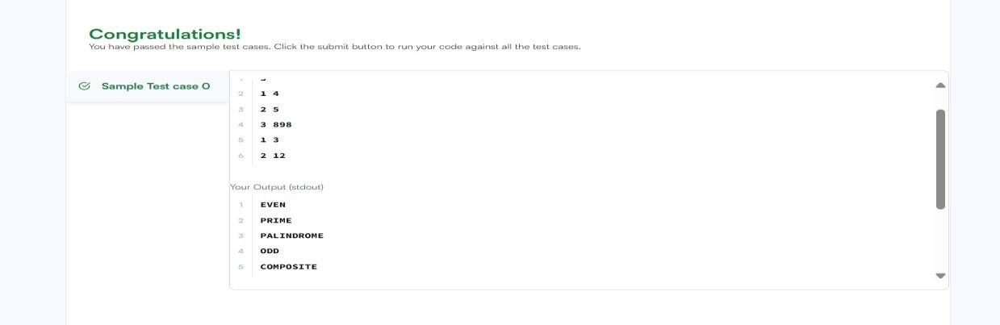 Congratulations!
You have passed the sample test cases. Click the submit button to run your code against all the test cases.
Sample Test case 0
2 1 4
3 2 5
4 3 898
5 1 3
6 2 12
Your Output (stdout)
1 EVEN
2 PRIME
3 PALINDROME
4 ODD
5 COMPOSITE